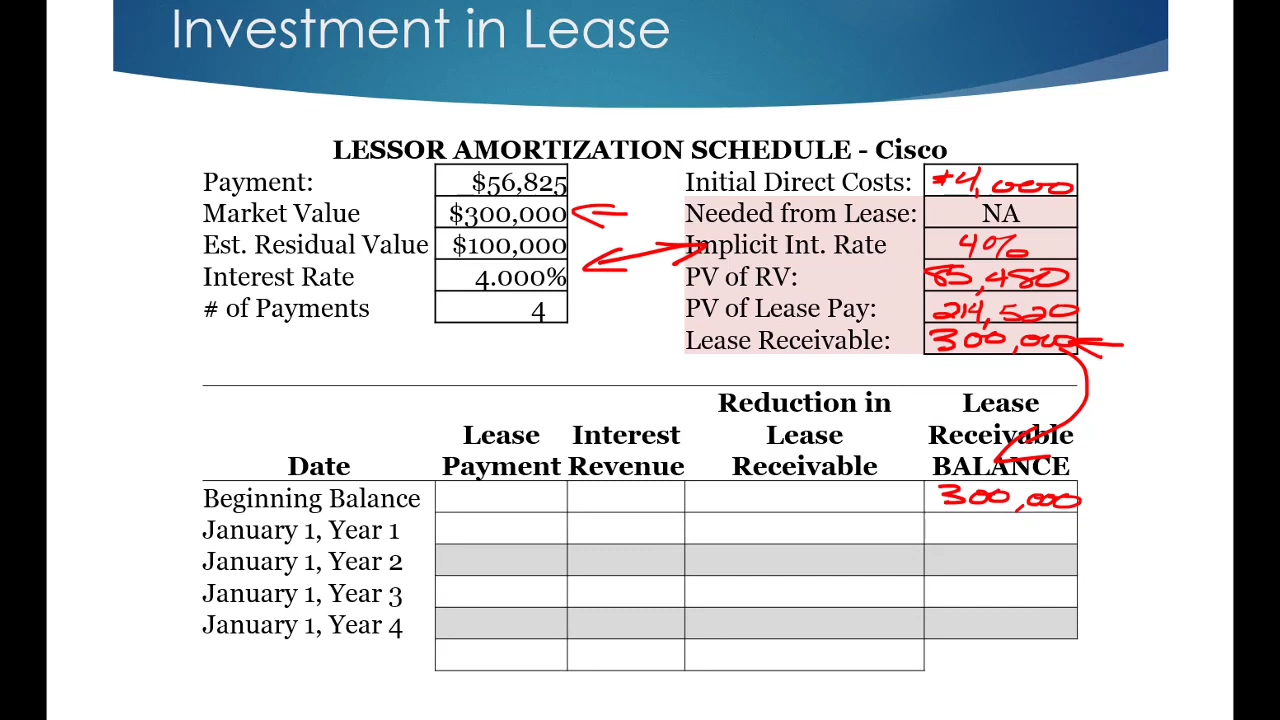 Investment in Lease
LESSOR AMORTIZATION SCHEDULE - Cisco
Payment: $56,825 Initial Direct Costs: +4,000
Market Value $300,000 Needed from Lease: NA
Est. Residual Value $100,000 Implicit Int. Rate 4%
Interest Rate 4.000% PV of RV: 85,480
# of Payments 4 PV of Lease Pay: 214,520
Lease Receivable: 300,000
Reduction in Lease
Lease Interest Lease Receivable
Date Payment Revenue Receivable BALANCE
Beginning Balance 300,000
January 1, Year 1
January 1, Year 2
January 1, Year 3
January 1, Year 4